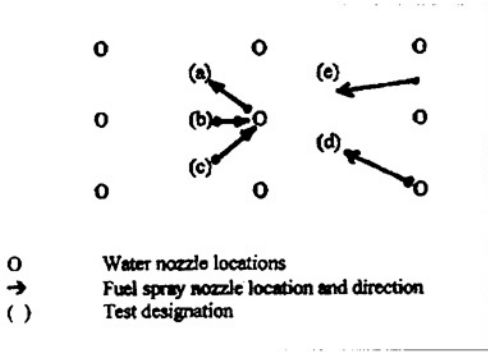 O O O
(a) (e)
O (b) O O
(c) (d)
O O O
O Water nozzle locations
→ Fuel spray nozzle location and direction
( ) Test designation